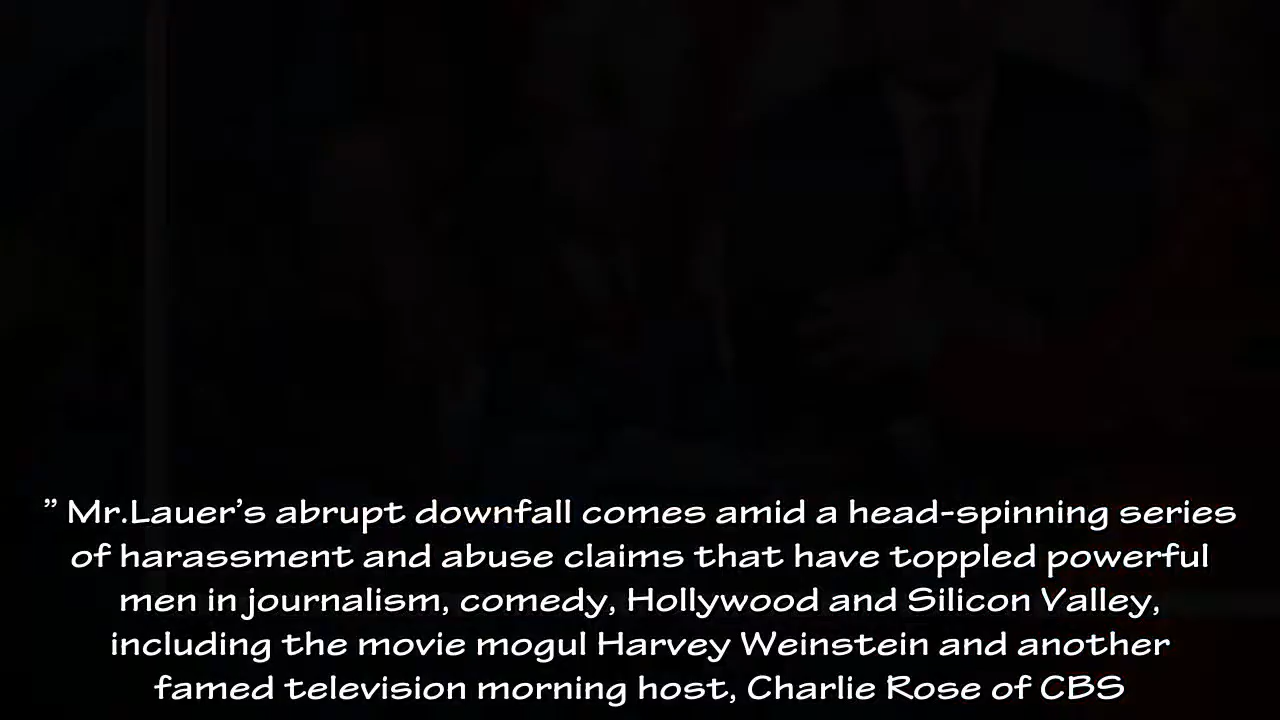 ” Mr.Lauer’s abrupt downfall comes amid a head-spinning series
of harassment and abuse claims that have toppled powerful
men in journalism, comedy, Hollywood and Silicon Valley,
including the movie mogul Harvey Weinstein and another
famed television morning host, Charlie Rose of CBS